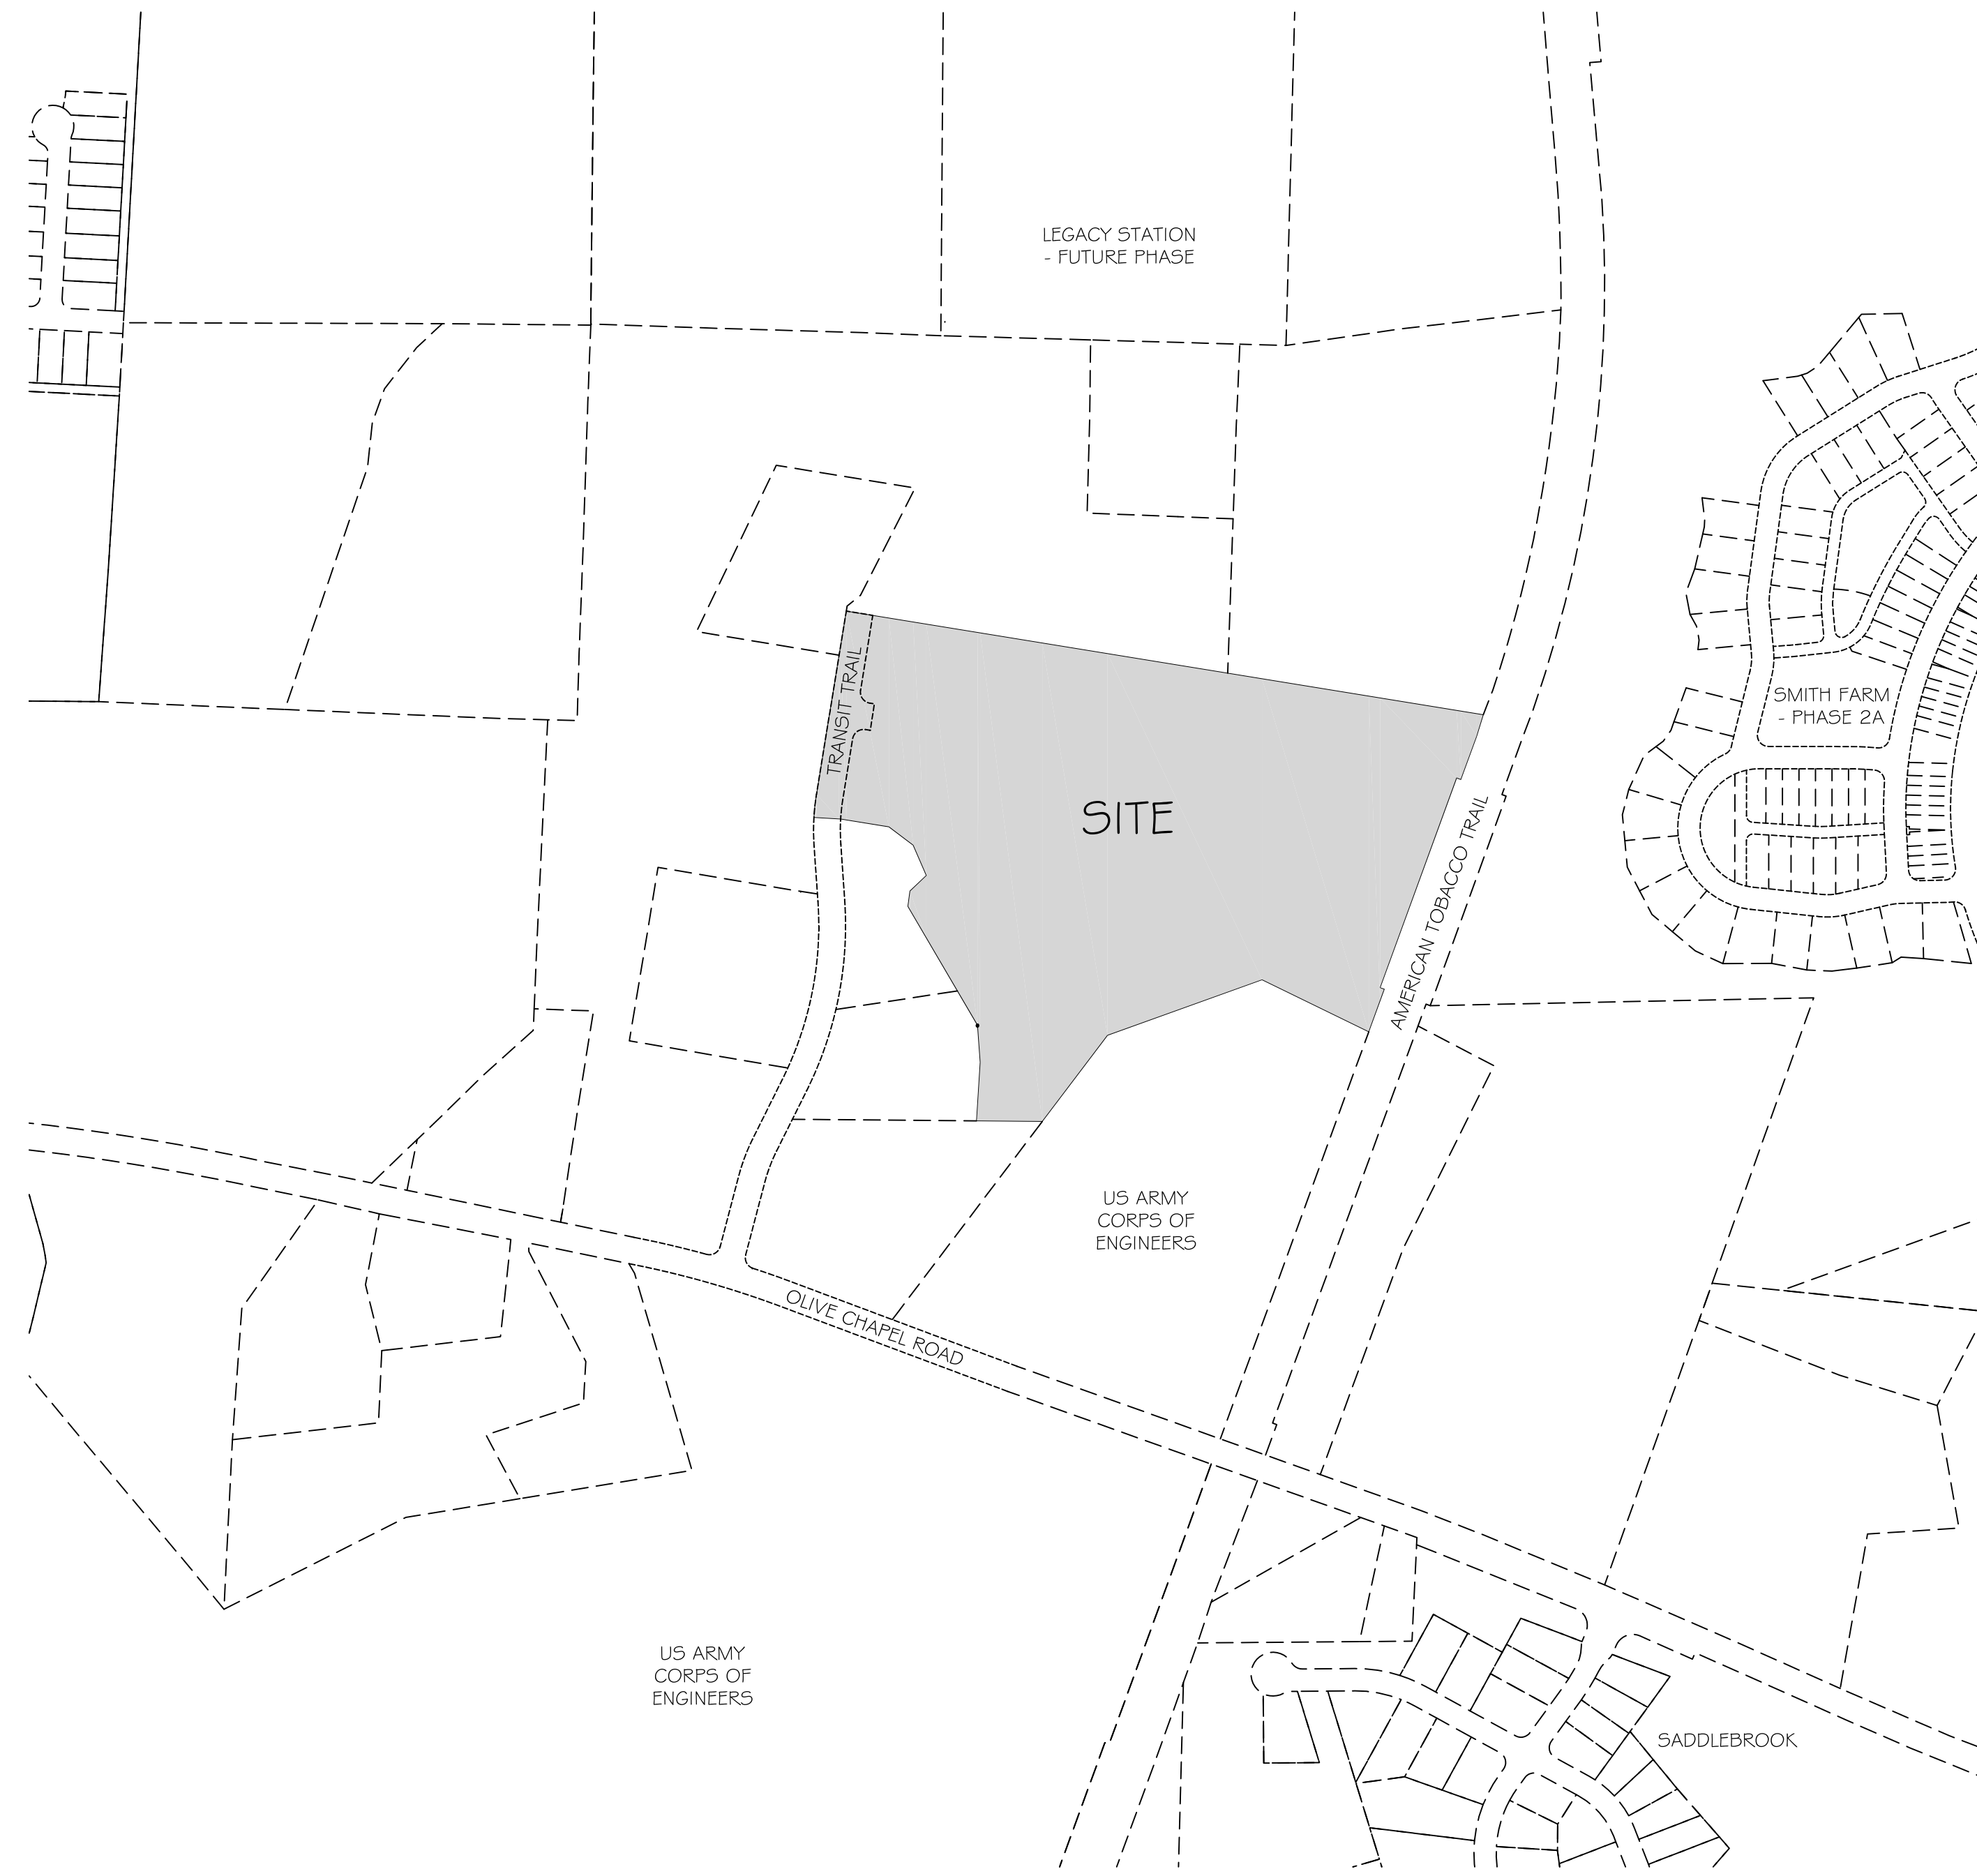 LEGACY STATION
- FUTURE PHASE
TRANSIT TRAIL
SMITH FARM
- PHASE 2A
SITE
AMERICAN TOBACCO TRAIL
US ARMY
CORPS OF
ENGINEERS
OLIVE CHAPEL ROAD
US ARMY
CORPS OF
ENGINEERS
SADDLEBROOK